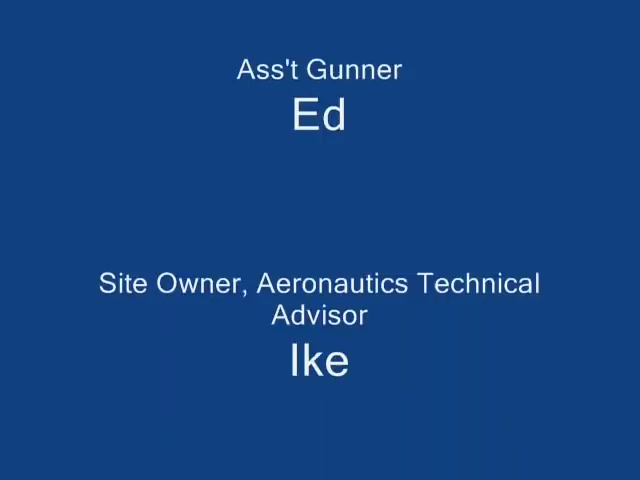 Ass't Gunner
Ed
Site Owner, Aeronautics Technical
Advisor
Ike